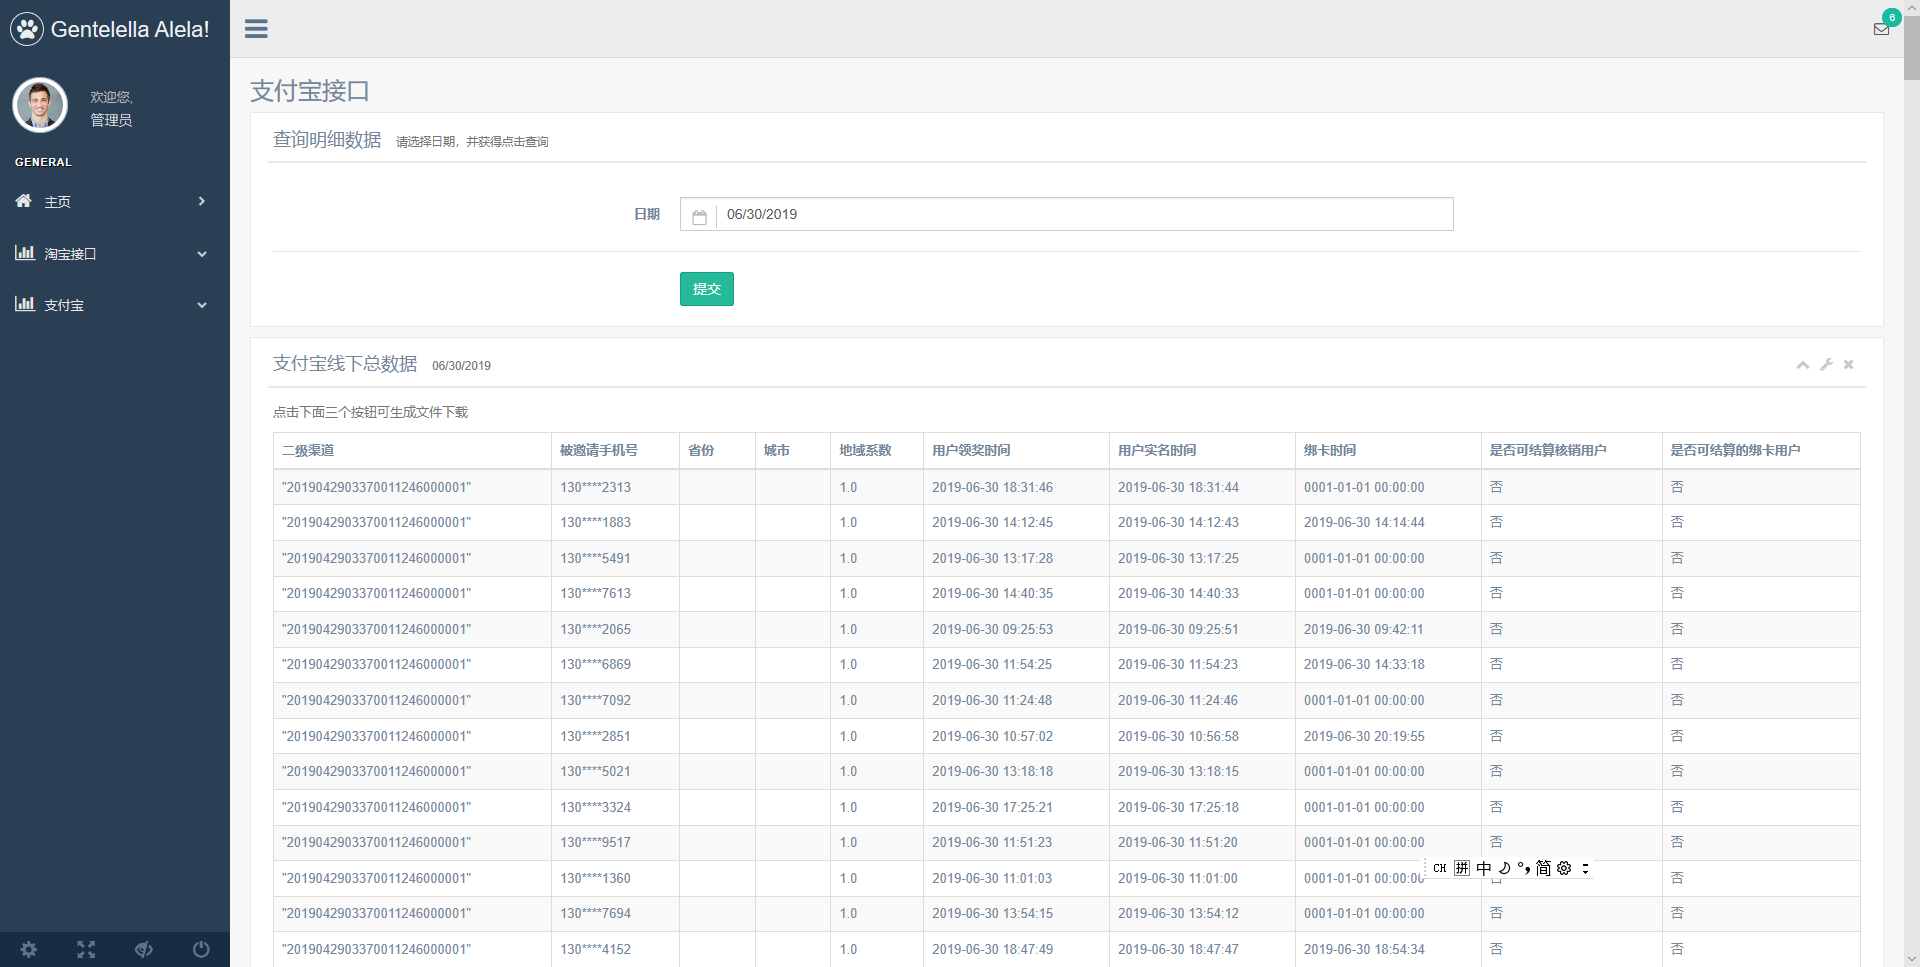 Gentelella Alela!
6
欢迎您,
管理员
GENERAL
主页
淘宝接口
支付宝
支付宝接口
查询明细数据 请选择日期，并获得点击查询
日期 06/30/2019
提交
支付宝线下总数据 06/30/2019
点击下面三个按钮可生成文件下载
二级渠道 被邀请手机号 省份 城市 地域系数 用户领奖时间 用户实名时间 绑卡时间 是否可结算核销用户 是否可结算的绑卡用户
"2019042903370011246000001" 130****2313 1.0 2019-06-30 18:31:46 2019-06-30 18:31:44 0001-01-01 00:00:00 否 否
"2019042903370011246000001" 130****1883 1.0 2019-06-30 14:12:45 2019-06-30 14:12:43 2019-06-30 14:14:44 否 否
"2019042903370011246000001" 130****5491 1.0 2019-06-30 13:17:28 2019-06-30 13:17:25 0001-01-01 00:00:00 否 否
"2019042903370011246000001" 130****7613 1.0 2019-06-30 14:40:35 2019-06-30 14:40:33 0001-01-01 00:00:00 否 否
"2019042903370011246000001" 130****2065 1.0 2019-06-30 09:25:53 2019-06-30 09:25:51 2019-06-30 09:42:11 否 否
"2019042903370011246000001" 130****6869 1.0 2019-06-30 11:54:25 2019-06-30 11:54:23 2019-06-30 14:33:18 否 否
"2019042903370011246000001" 130****7092 1.0 2019-06-30 11:24:48 2019-06-30 11:24:46 0001-01-01 00:00:00 否 否
"2019042903370011246000001" 130****2851 1.0 2019-06-30 10:57:02 2019-06-30 10:56:58 2019-06-30 20:19:55 否 否
"2019042903370011246000001" 130****5021 1.0 2019-06-30 13:18:18 2019-06-30 13:18:15 0001-01-01 00:00:00 否 否
"2019042903370011246000001" 130****3324 1.0 2019-06-30 17:25:21 2019-06-30 17:25:18 0001-01-01 00:00:00 否 否
"2019042903370011246000001" 130****9517 1.0 2019-06-30 11:51:23 2019-06-30 11:51:20 0001-01-01 00:00:00 否 否
CH 拼 中 简
"2019042903370011246000001" 130****1360 1.0 2019-06-30 11:01:03 2019-06-30 11:01:00 0001-01-01 00:00:00 否
"2019042903370011246000001" 130****7694 1.0 2019-06-30 13:54:15 2019-06-30 13:54:12 0001-01-01 00:00:00 否 否
"2019042903370011246000001" 130****4152 1.0 2019-06-30 18:47:49 2019-06-30 18:47:47 2019-06-30 18:54:34 否 否